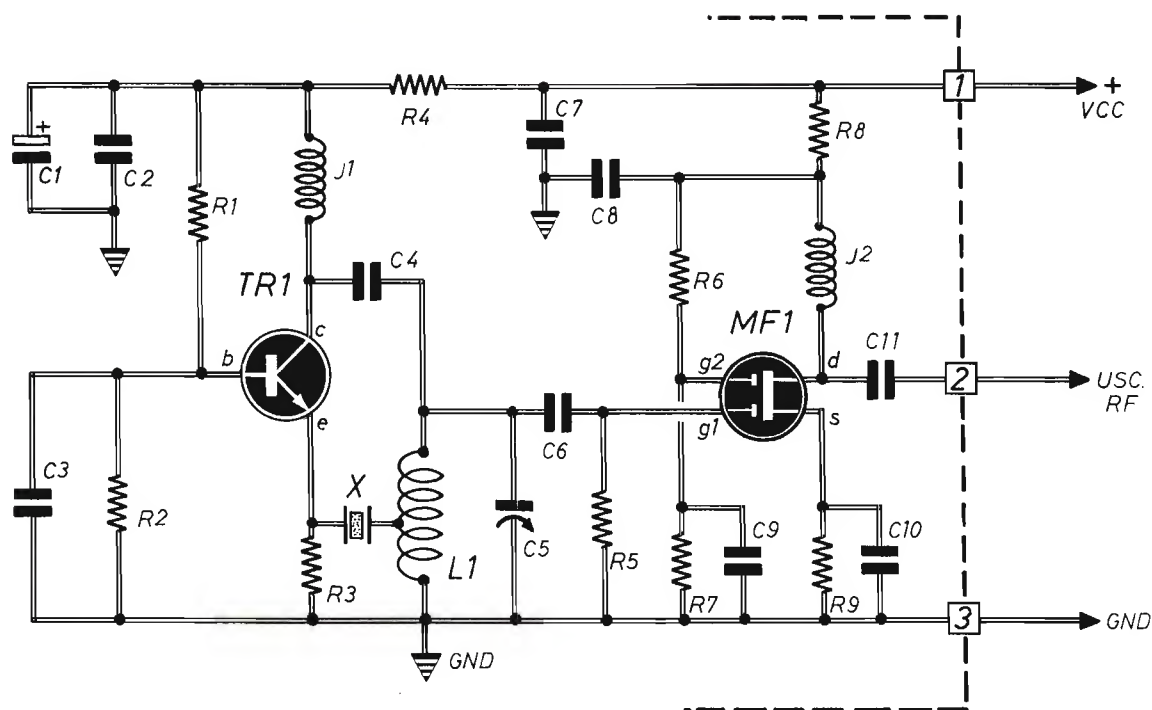 1
+
VCC
R4
C7
R8
+
C1
C2
J1
R1
C8
C4
R6
J2
TR1
MF1
c
C11
b
g2
d
2
USC.
RF
e
g1
s
C6
C3
X
R2
C5
C9
C10
R5
L1
R3
R7
R9
3
GND
GND